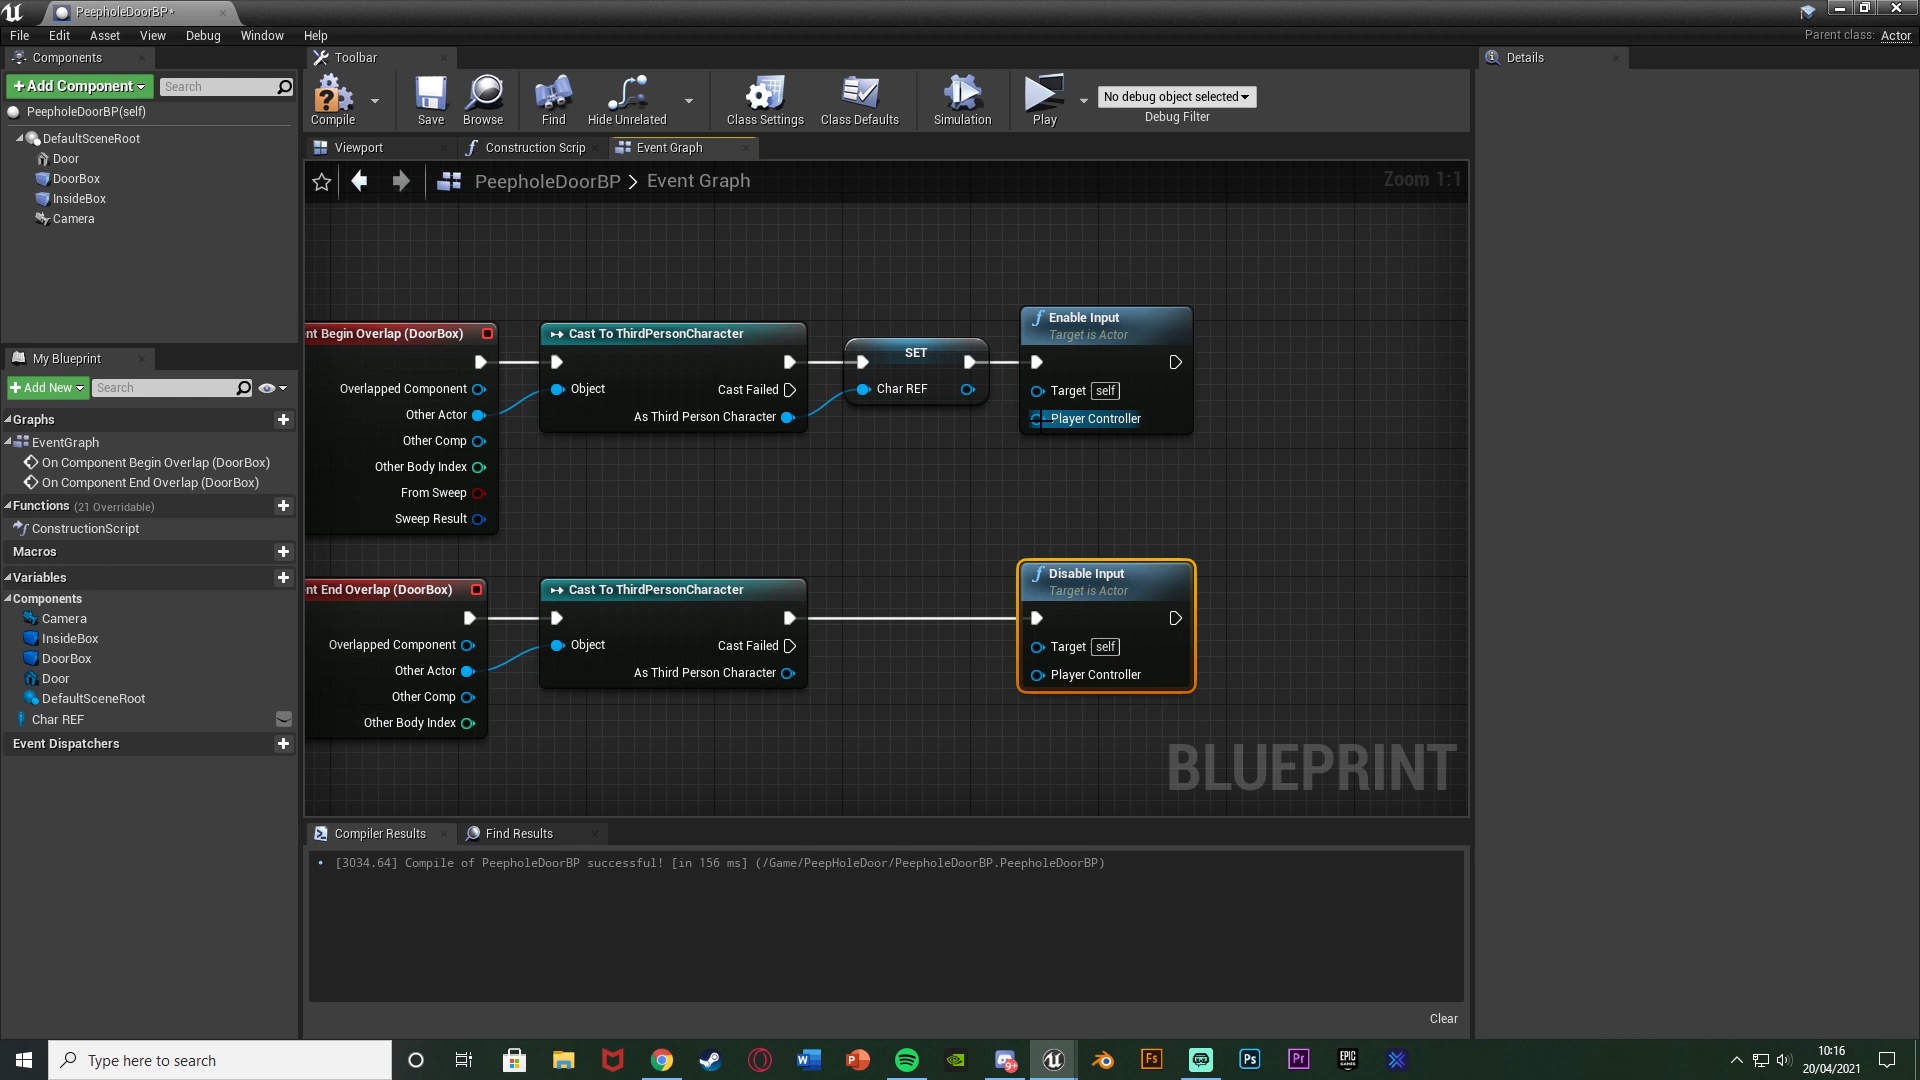 PeepholeDoorBP*
File Edit Asset View Debug Window Help
Parent class: Actor
Components
Toolbar
Details
+ Add Component
Search
PeepholeDoorBP(self)
DefaultSceneRoot
Door
DoorBox
InsideBox
Camera
Compile
Save
Browse
Find
Hide Unrelated
Class Settings
Class Defaults
Simulation
Play
No debug object selected
Debug Filter
Viewport
Construction Scrip
Event Graph
PeepholeDoorBP > Event Graph
Zoom 1:1
nt Begin Overlap (DoorBox)
Overlapped Component
Other Actor
Other Comp
Other Body Index
From Sweep
Sweep Result
Cast To ThirdPersonCharacter
Object
Cast Failed
As Third Person Character
SET
Char REF
Enable Input
Target is Actor
Target self
Player Controller
nt End Overlap (DoorBox)
Overlapped Component
Other Actor
Other Comp
Other Body Index
Cast To ThirdPersonCharacter
Object
Cast Failed
As Third Person Character
Disable Input
Target is Actor
Target self
Player Controller
BLUEPRINT
My Blueprint
+ Add New
Search
Graphs
EventGraph
On Component Begin Overlap (DoorBox)
On Component End Overlap (DoorBox)
Functions (21 Overridable)
ConstructionScript
Macros
Variables
Components
Camera
InsideBox
DoorBox
Door
DefaultSceneRoot
Char REF
Event Dispatchers
Compiler Results
Find Results
[3034.64] Compile of PeepholeDoorBP successful! [in 156 ms] (/Game/PeepHoleDoor/PeepholeDoorBP.PeepholeDoorBP)
Clear
Type here to search
Fs
Ps
Pr
EPIC GAMES
10:16
20/04/2021